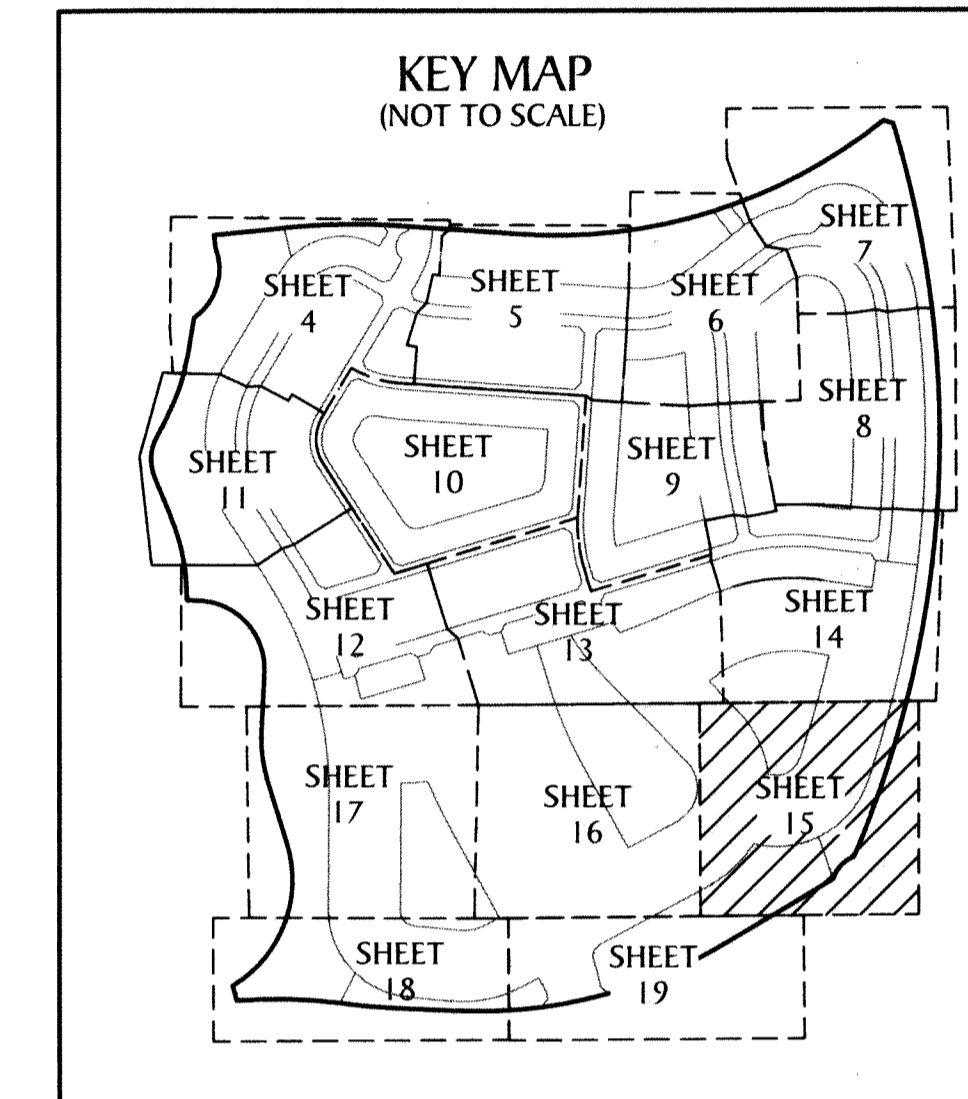 KEY MAP
(NOT TO SCALE)
SHEET
7
SHEET
4
SHEET
5
SHEET
6
SHEET
8
SHEET
11
SHEET
10
SHEET
9
SHEET
12
SHEET
13
SHEET
14
SHEET
17
SHEET
16
SHEET
15
SHEET
18
SHEET
19